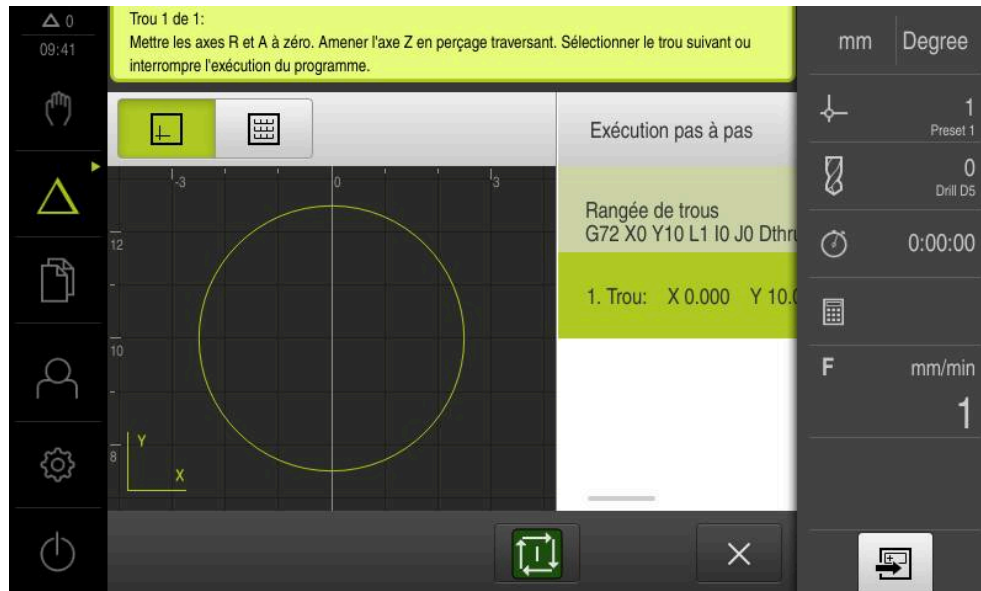 0
09:41
Trou 1 de 1:
Mettre les axes R et A à zéro. Amener l'axe Z en perçage traversant. Sélectionner le trou suivant ou
interrompre l'exécution du programme.
Exécution pas à pas
-3
0
3
12
10
8
Y
X
Rangée de trous
G72 X0 Y10 L1 I0 J0 Dthru
1. Trou: X 0.000 Y 10.0
mm
Degree
1
Preset 1
0
Drill D5
0:00:00
F
mm/min
1